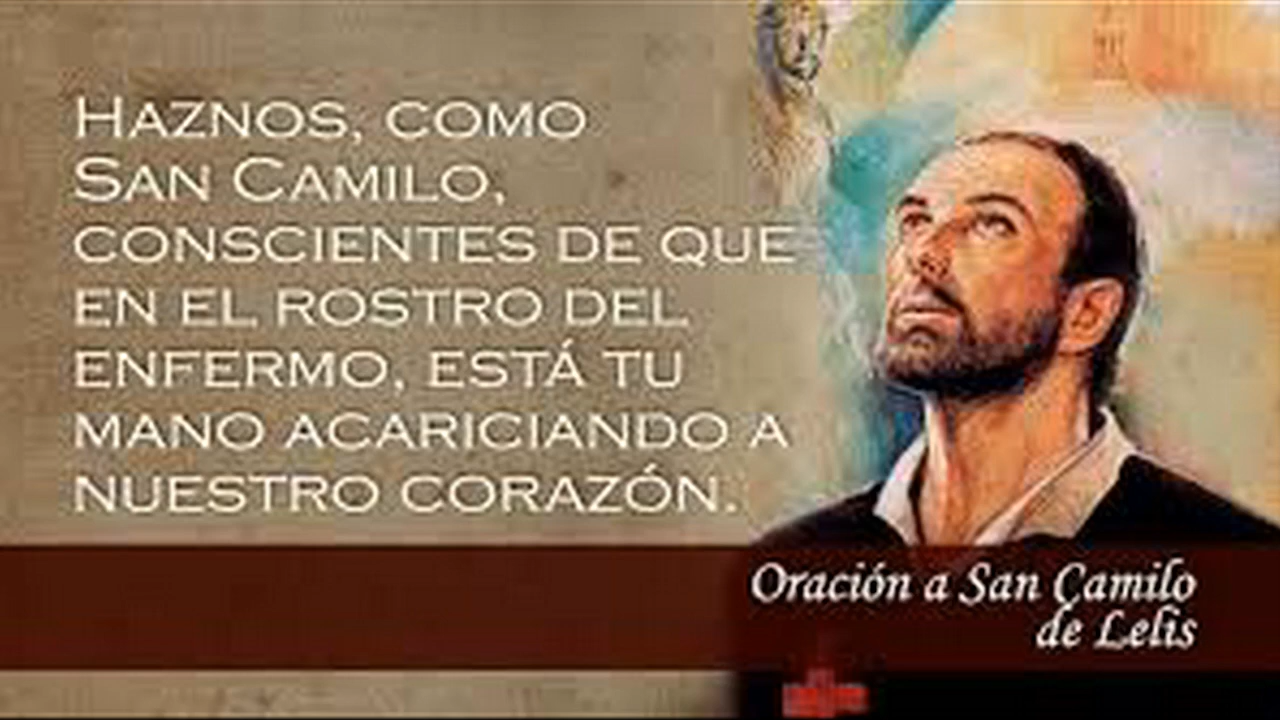 HAZNOS, COMO
SAN CAMILO,
CONSCIENTES DE QUE
EN EL ROSTRO DEL
ENFERMO, ESTÁ TU
MANO ACARICIANDO A
NUESTRO CORAZÓN.
Oración a San Camilo
de Lelis